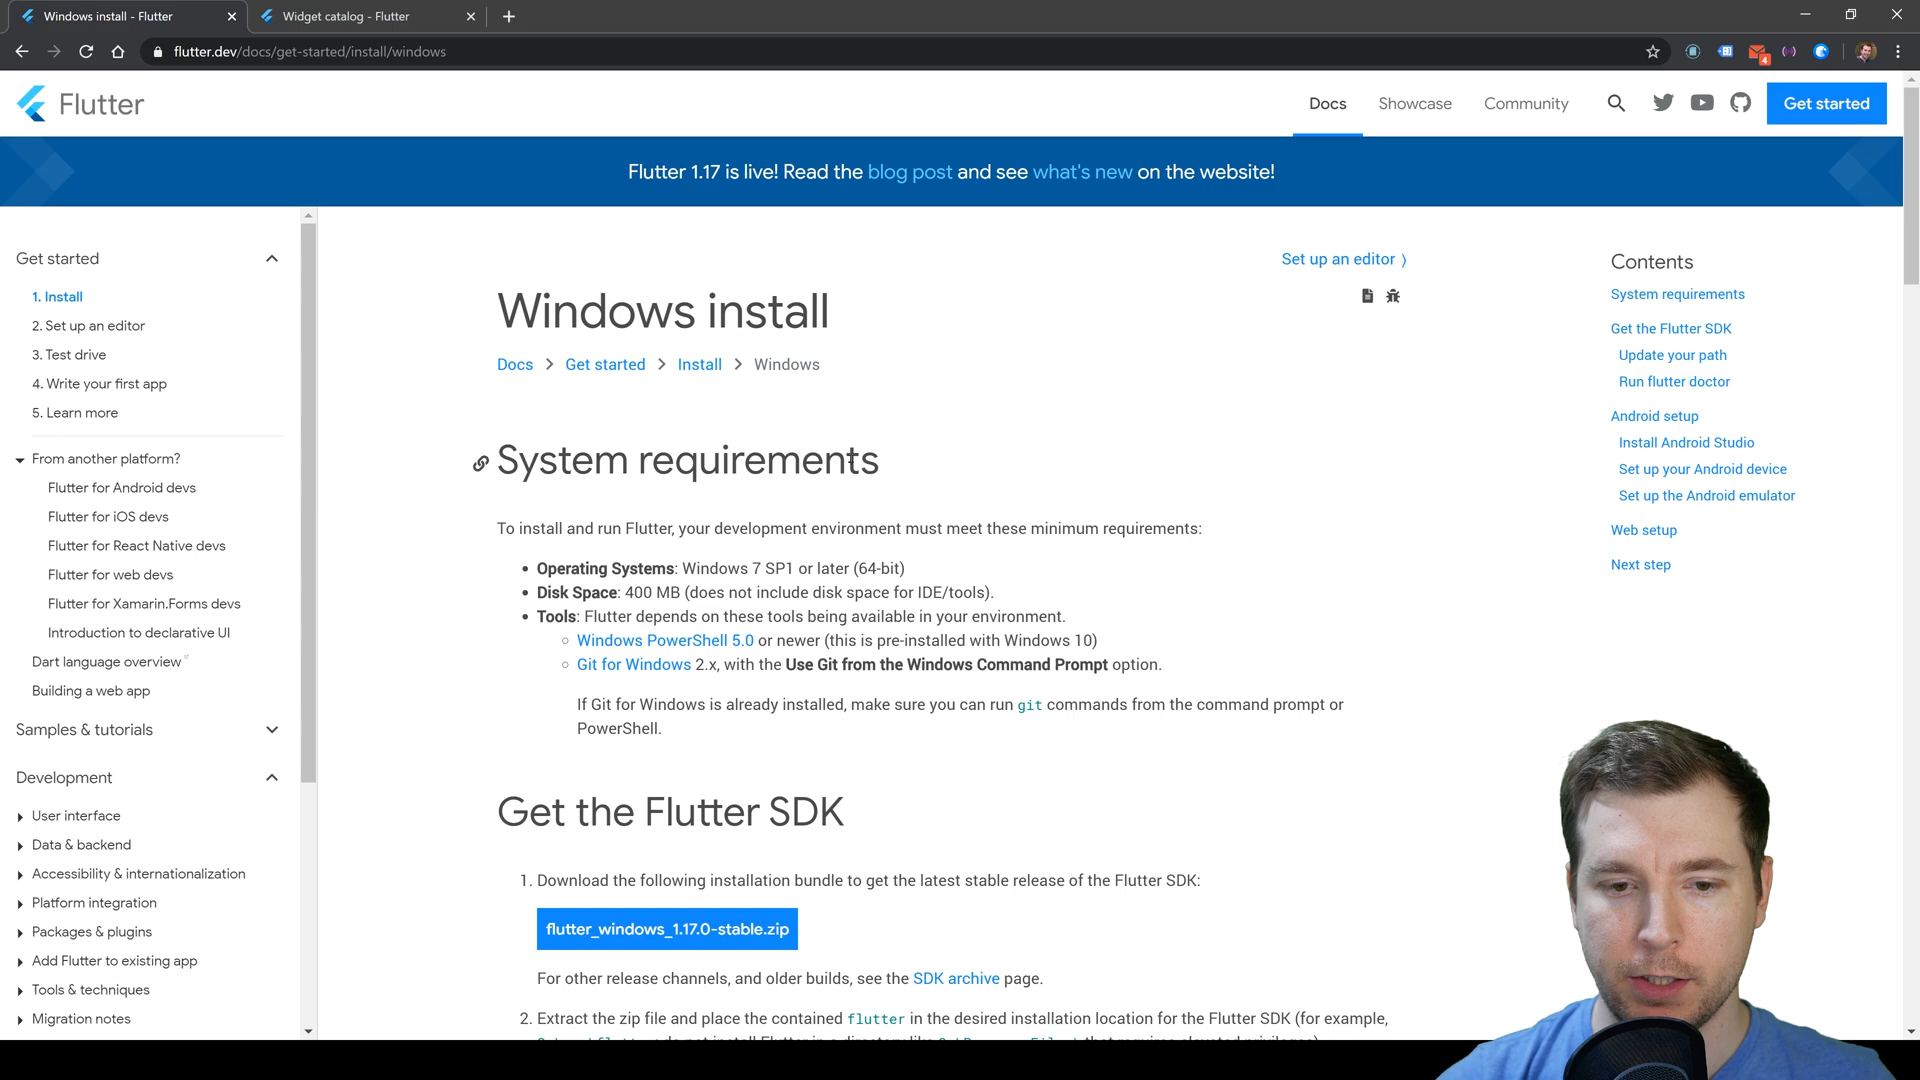 Windows install - Flutter
Widget catalog - Flutter
flutter.dev/docs/get-started/install/windows
4
Flutter
Docs
Showcase
Community
Get started
Flutter 1.17 is live! Read the blog post and see what's new on the website!
Get started
1. Install
2. Set up an editor
3. Test drive
4. Write your first app
5. Learn more
From another platform?
Flutter for Android devs
Flutter for iOS devs
Flutter for React Native devs
Flutter for web devs
Flutter for Xamarin.Forms devs
Introduction to declarative UI
Dart language overview
Building a web app
Samples & tutorials
Development
User interface
Data & backend
Accessibility & internationalization
Platform integration
Packages & plugins
Add Flutter to existing app
Tools & techniques
Migration notes
Set up an editor
Windows install
Docs > Get started > Install > Windows
System requirements
To install and run Flutter, your development environment must meet these minimum requirements:
Operating Systems: Windows 7 SP1 or later (64-bit)
Disk Space: 400 MB (does not include disk space for IDE/tools).
Tools: Flutter depends on these tools being available in your environment.
Windows PowerShell 5.0 or newer (this is pre-installed with Windows 10)
Git for Windows 2.x, with the Use Git from the Windows Command Prompt option.
If Git for Windows is already installed, make sure you can run git commands from the command prompt or
PowerShell.
Get the Flutter SDK
1. Download the following installation bundle to get the latest stable release of the Flutter SDK:
flutter_windows_1.17.0-stable.zip
For other release channels, and older builds, see the SDK archive page.
2. Extract the zip file and place the contained flutter in the desired installation location for the Flutter SDK (for example,
Contents
System requirements
Get the Flutter SDK
Update your path
Run flutter doctor
Android setup
Install Android Studio
Set up your Android device
Set up the Android emulator
Web setup
Next step